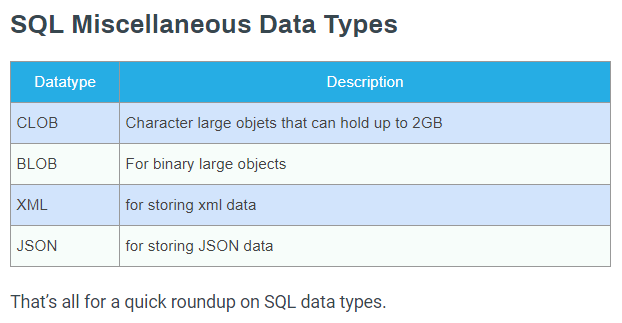 SQL Miscellaneous Data Types
Datatype Description
CLOB Character large objets that can hold up to 2GB
BLOB For binary large objects
XML for storing xml data
JSON for storing JSON data
That’s all for a quick roundup on SQL data types.